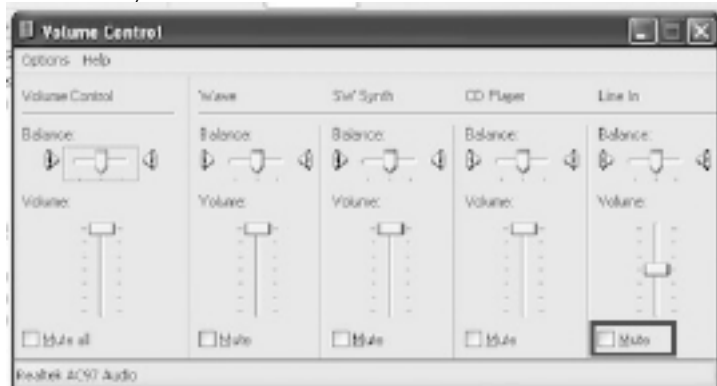 Volume Control
Options Help
Volume Control Wave SW Synth CD Player Line In
Balance: Balance: Balance: Balance: Balance:
Volume: Volume: Volume: Volume: Volume:
Mute all Mute Mute Mute Mute
Realtek AC97 Audio